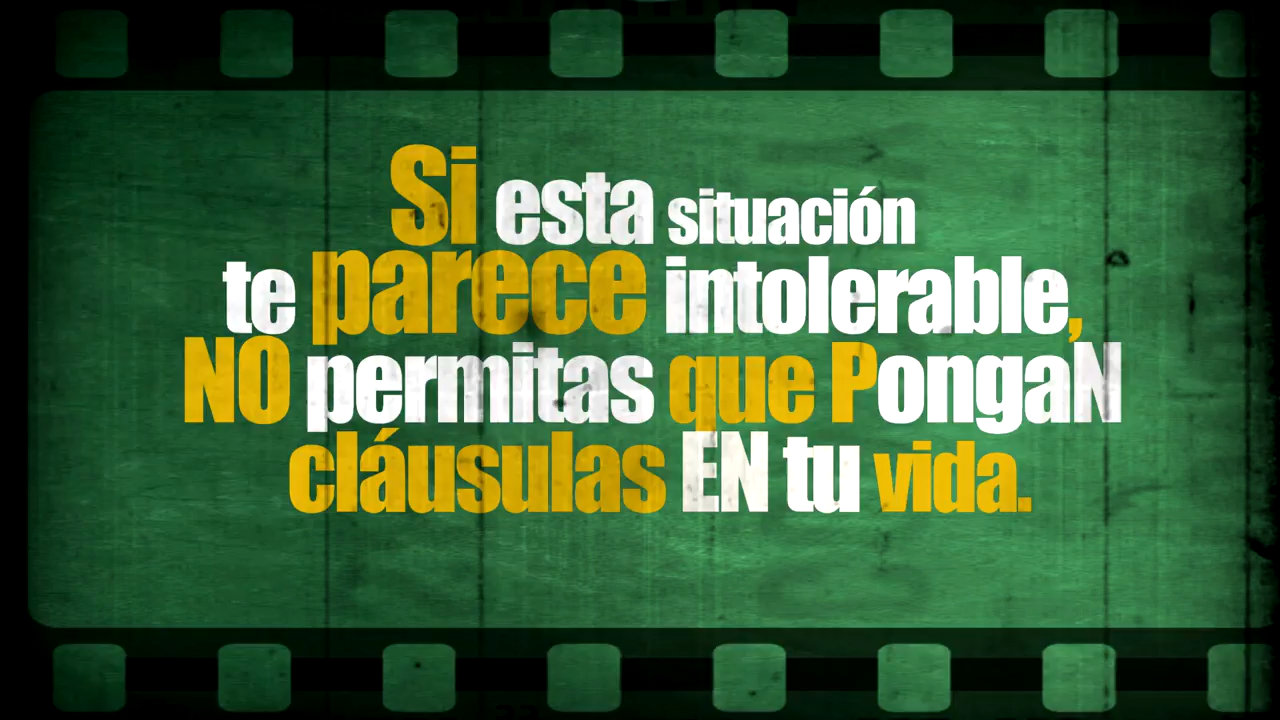 Si esta situación
te parece intolerable,
NO permitas que PongaN
cláusulas EN tu vida.